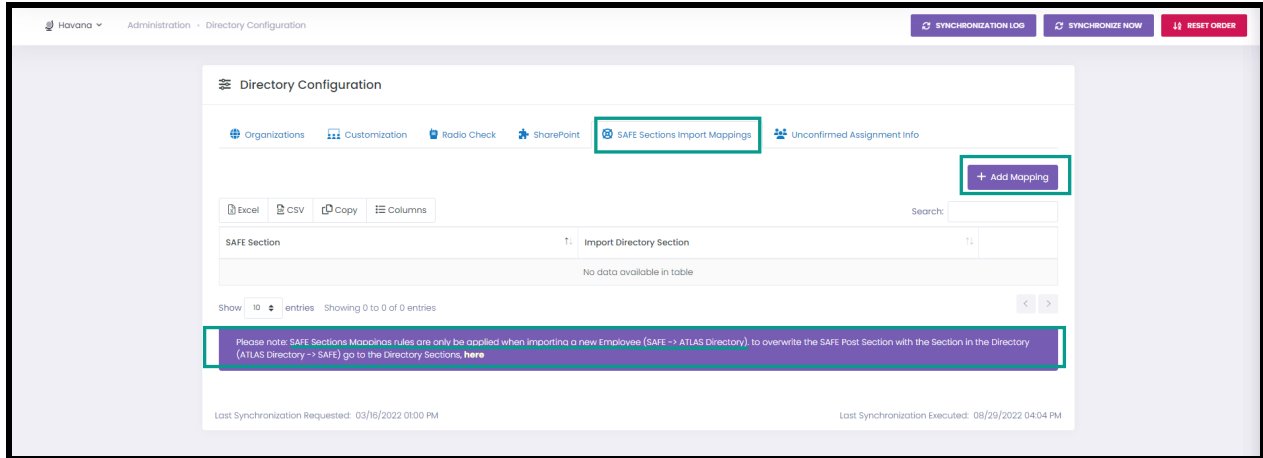 Havana Administration - Directory Configuration SYNCHRONIZATION LOG SYNCHRONIZE NOW RESET ORDER
Directory Configuration
Organizations Customization Radio Check SharePoint SAFE Sections Import Mappings Unconfirmed Assignment Info
+ Add Mapping
Excel CSV Copy Columns Search:
SAFE Section Import Directory Section
No data available in table
Show 10 entries Showing 0 to 0 of 0 entries < >
Please note: SAFE Sections Mappings rules are only be applied when importing a new Employee (SAFE -> ATLAS Directory). to overwrite the SAFE Post Section with the Section in the Directory
(ATLAS Directory -> SAFE) go to the Directory Sections, here
Last Synchronization Requested: 03/16/2022 01:00 PM Last Synchronization Executed: 08/29/2022 04:04 PM